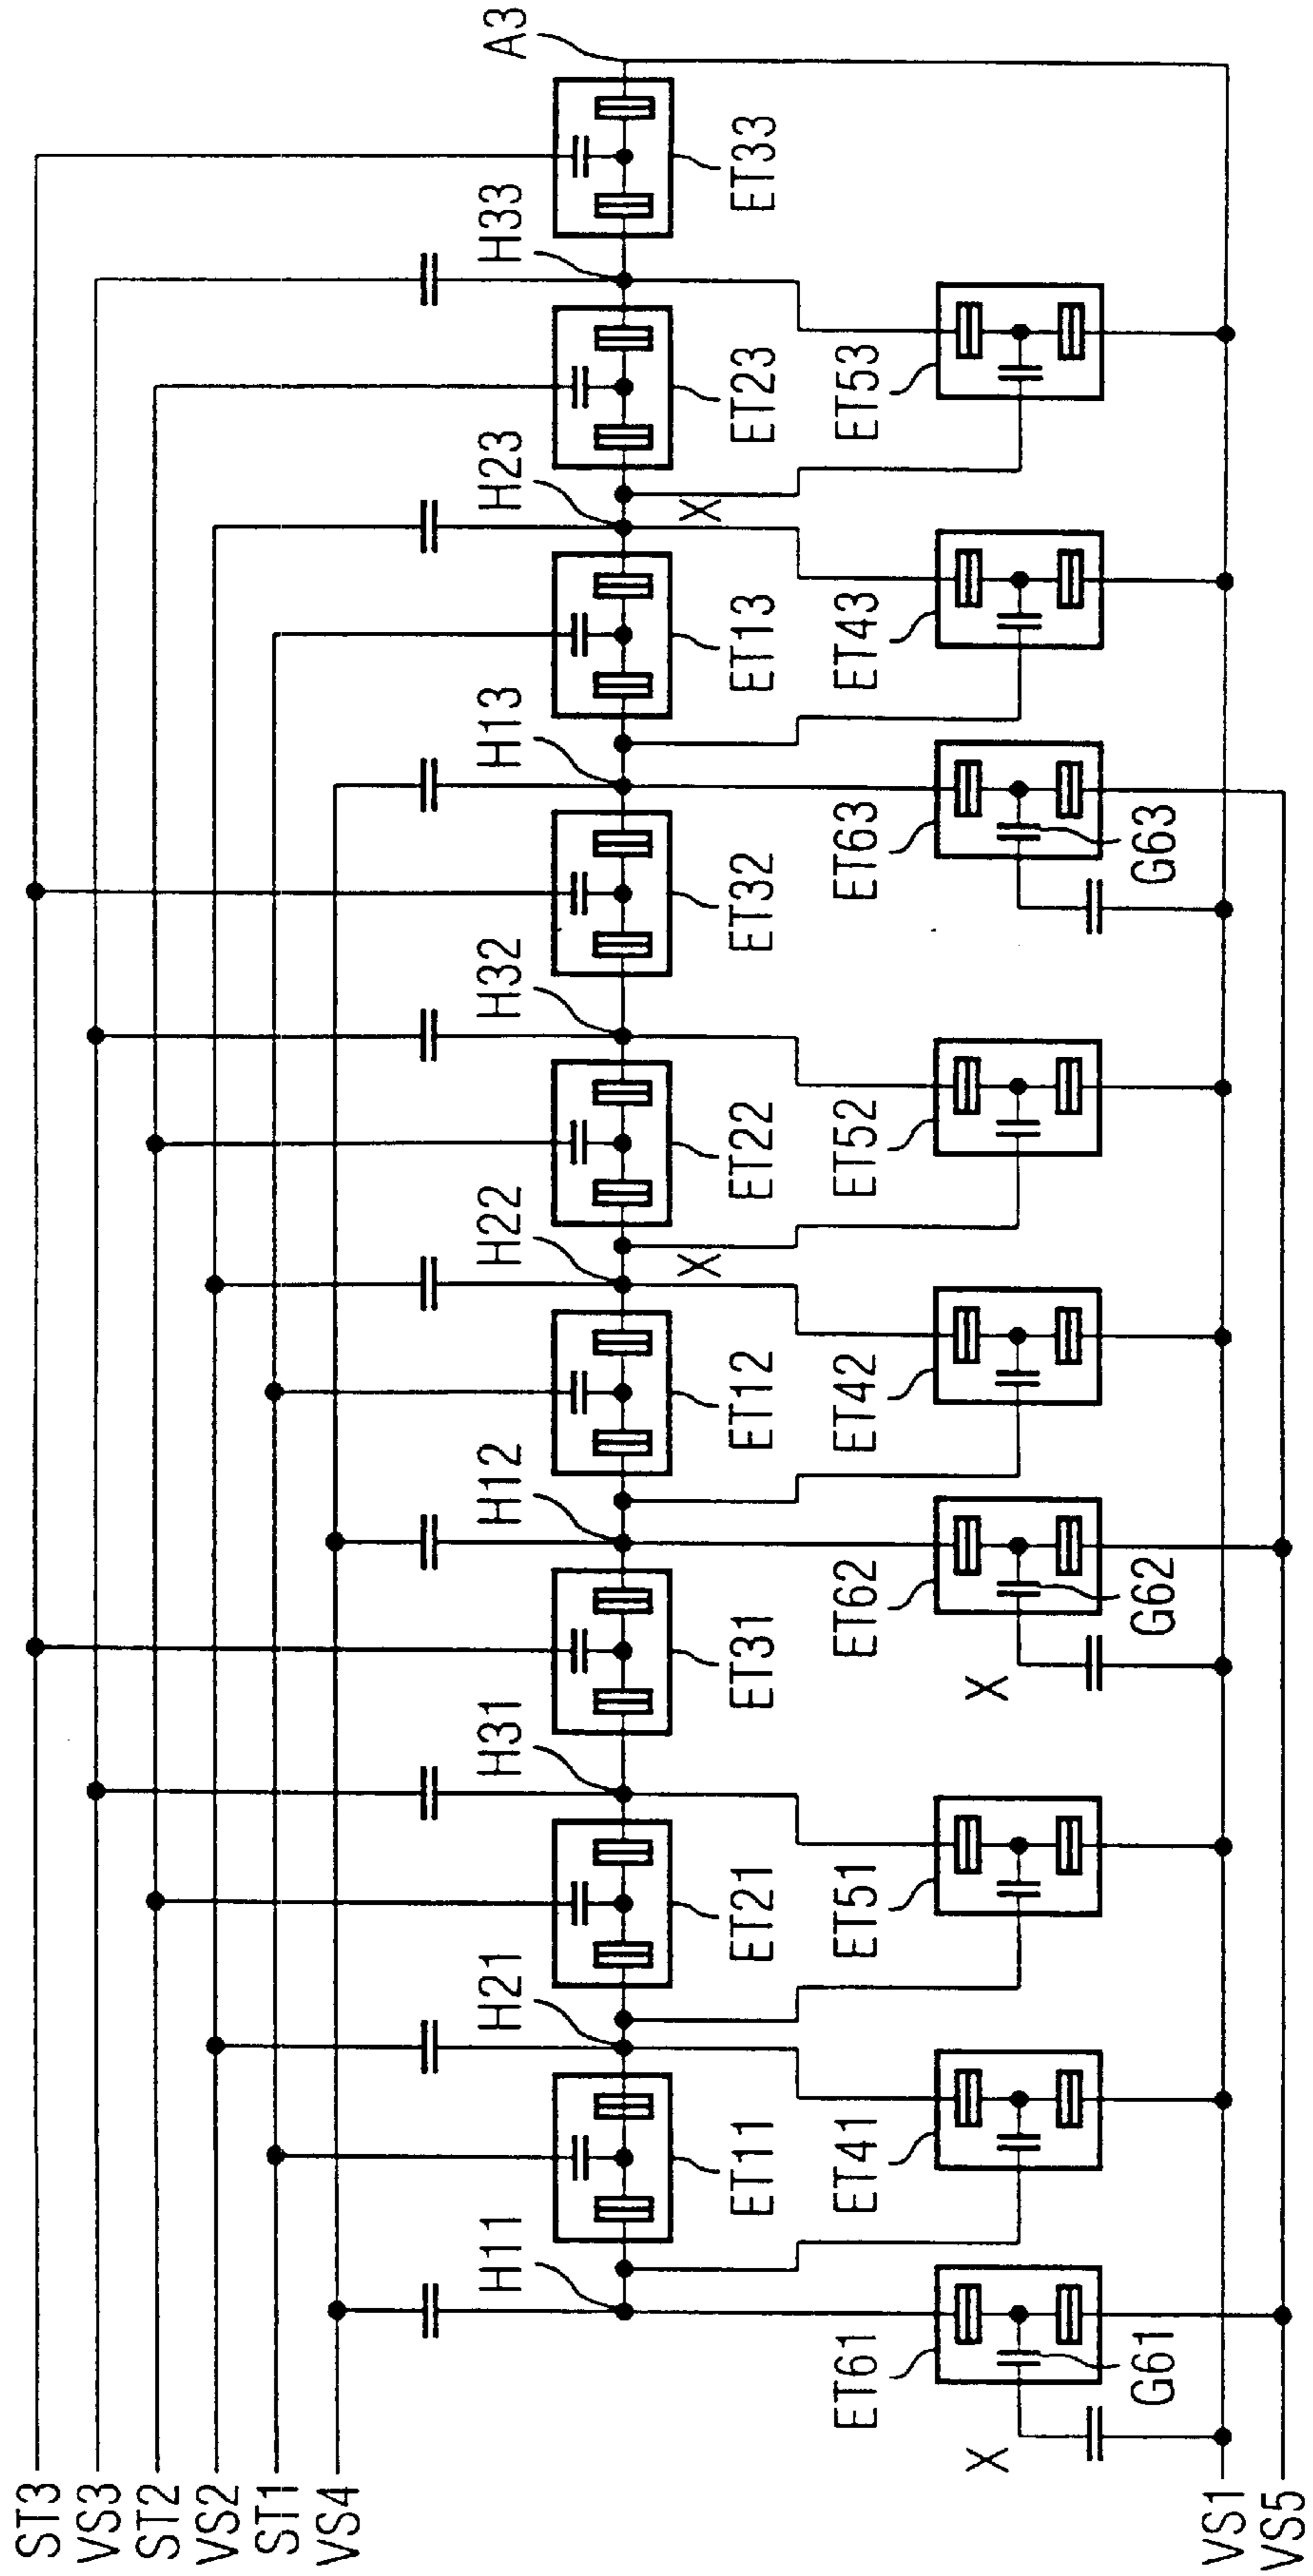 ST3
VS3
ST2
VS2
ST1
VS4
H11
H21
H31
H12
H22
H32
H13
H23
H33
A3
X
X
ET11
ET21
ET31
ET12
ET22
ET32
ET13
ET23
ET33
ET61
ET41
ET51
ET62
ET42
ET52
ET63
ET43
ET53
X
X
G61
G62
G63
VS1
VS5